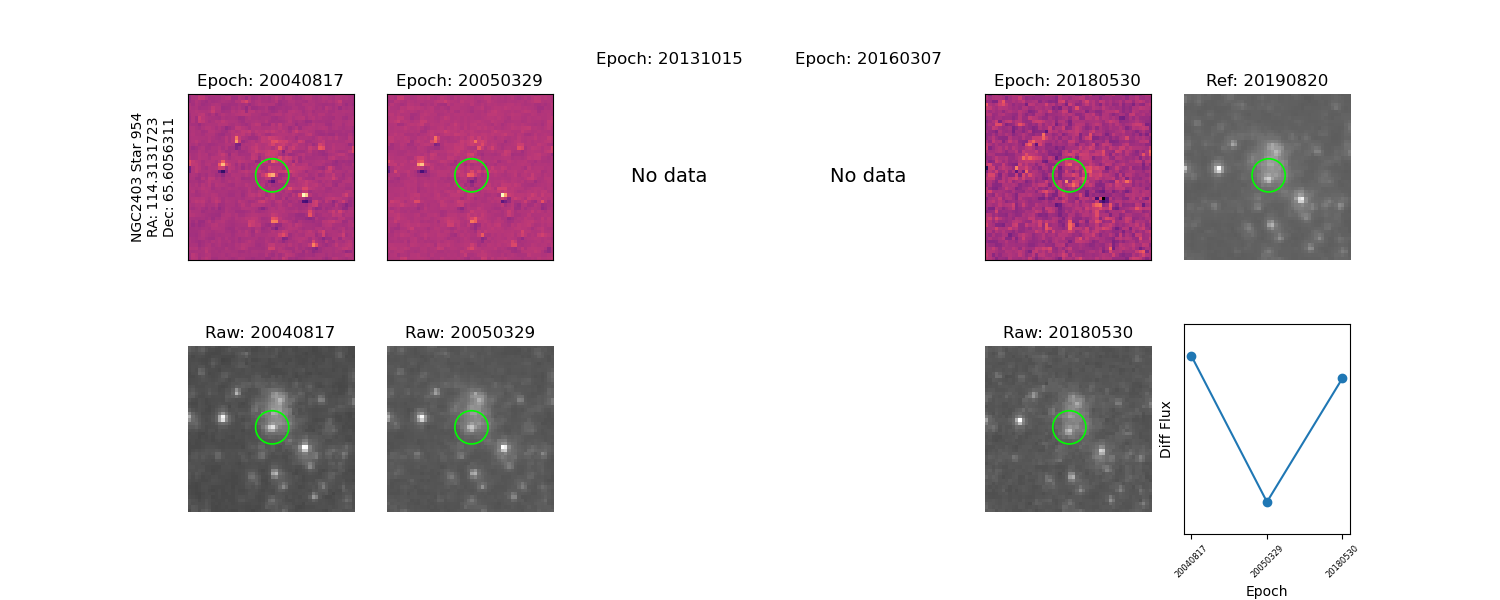 Epoch: 20040817
Epoch: 20050329
Epoch: 20131015
Epoch: 20160307
Epoch: 20180530
Ref: 20190820
NGC2403 Star 954
RA: 114.3131723
Dec: 65.6056311
No data
No data
Raw: 20040817
Raw: 20050329
Raw: 20180530
Diff Flux
20040817
20050329
20180530
Epoch